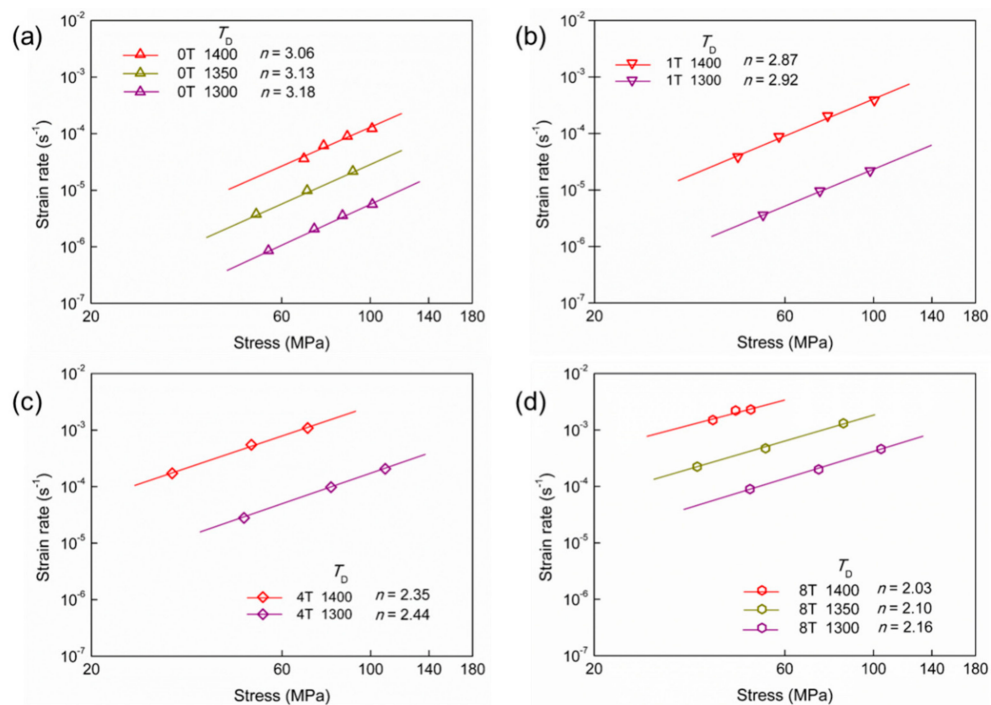 (a)
T_D
0T 1400 n = 3.06
0T 1350 n = 3.13
0T 1300 n = 3.18
10⁻²
10⁻³
10⁻⁴
10⁻⁵
10⁻⁶
10⁻⁷
Strain rate (s⁻¹)
20 60 100 140 180
Stress (MPa)
(b)
T_D
1T 1400 n = 2.87
1T 1300 n = 2.92
10⁻²
10⁻³
10⁻⁴
10⁻⁵
10⁻⁶
10⁻⁷
Strain rate (s⁻¹)
20 60 100 140 180
Stress (MPa)
(c)
10⁻²
10⁻³
10⁻⁴
10⁻⁵
10⁻⁶
10⁻⁷
Strain rate (s⁻¹)
T_D
4T 1400 n = 2.35
4T 1300 n = 2.44
20 60 100 140 180
Stress (MPa)
(d)
10⁻²
10⁻³
10⁻⁴
10⁻⁵
10⁻⁶
10⁻⁷
Strain rate (s⁻¹)
T_D
8T 1400 n = 2.03
8T 1350 n = 2.10
8T 1300 n = 2.16
20 60 100 140 180
Stress (MPa)